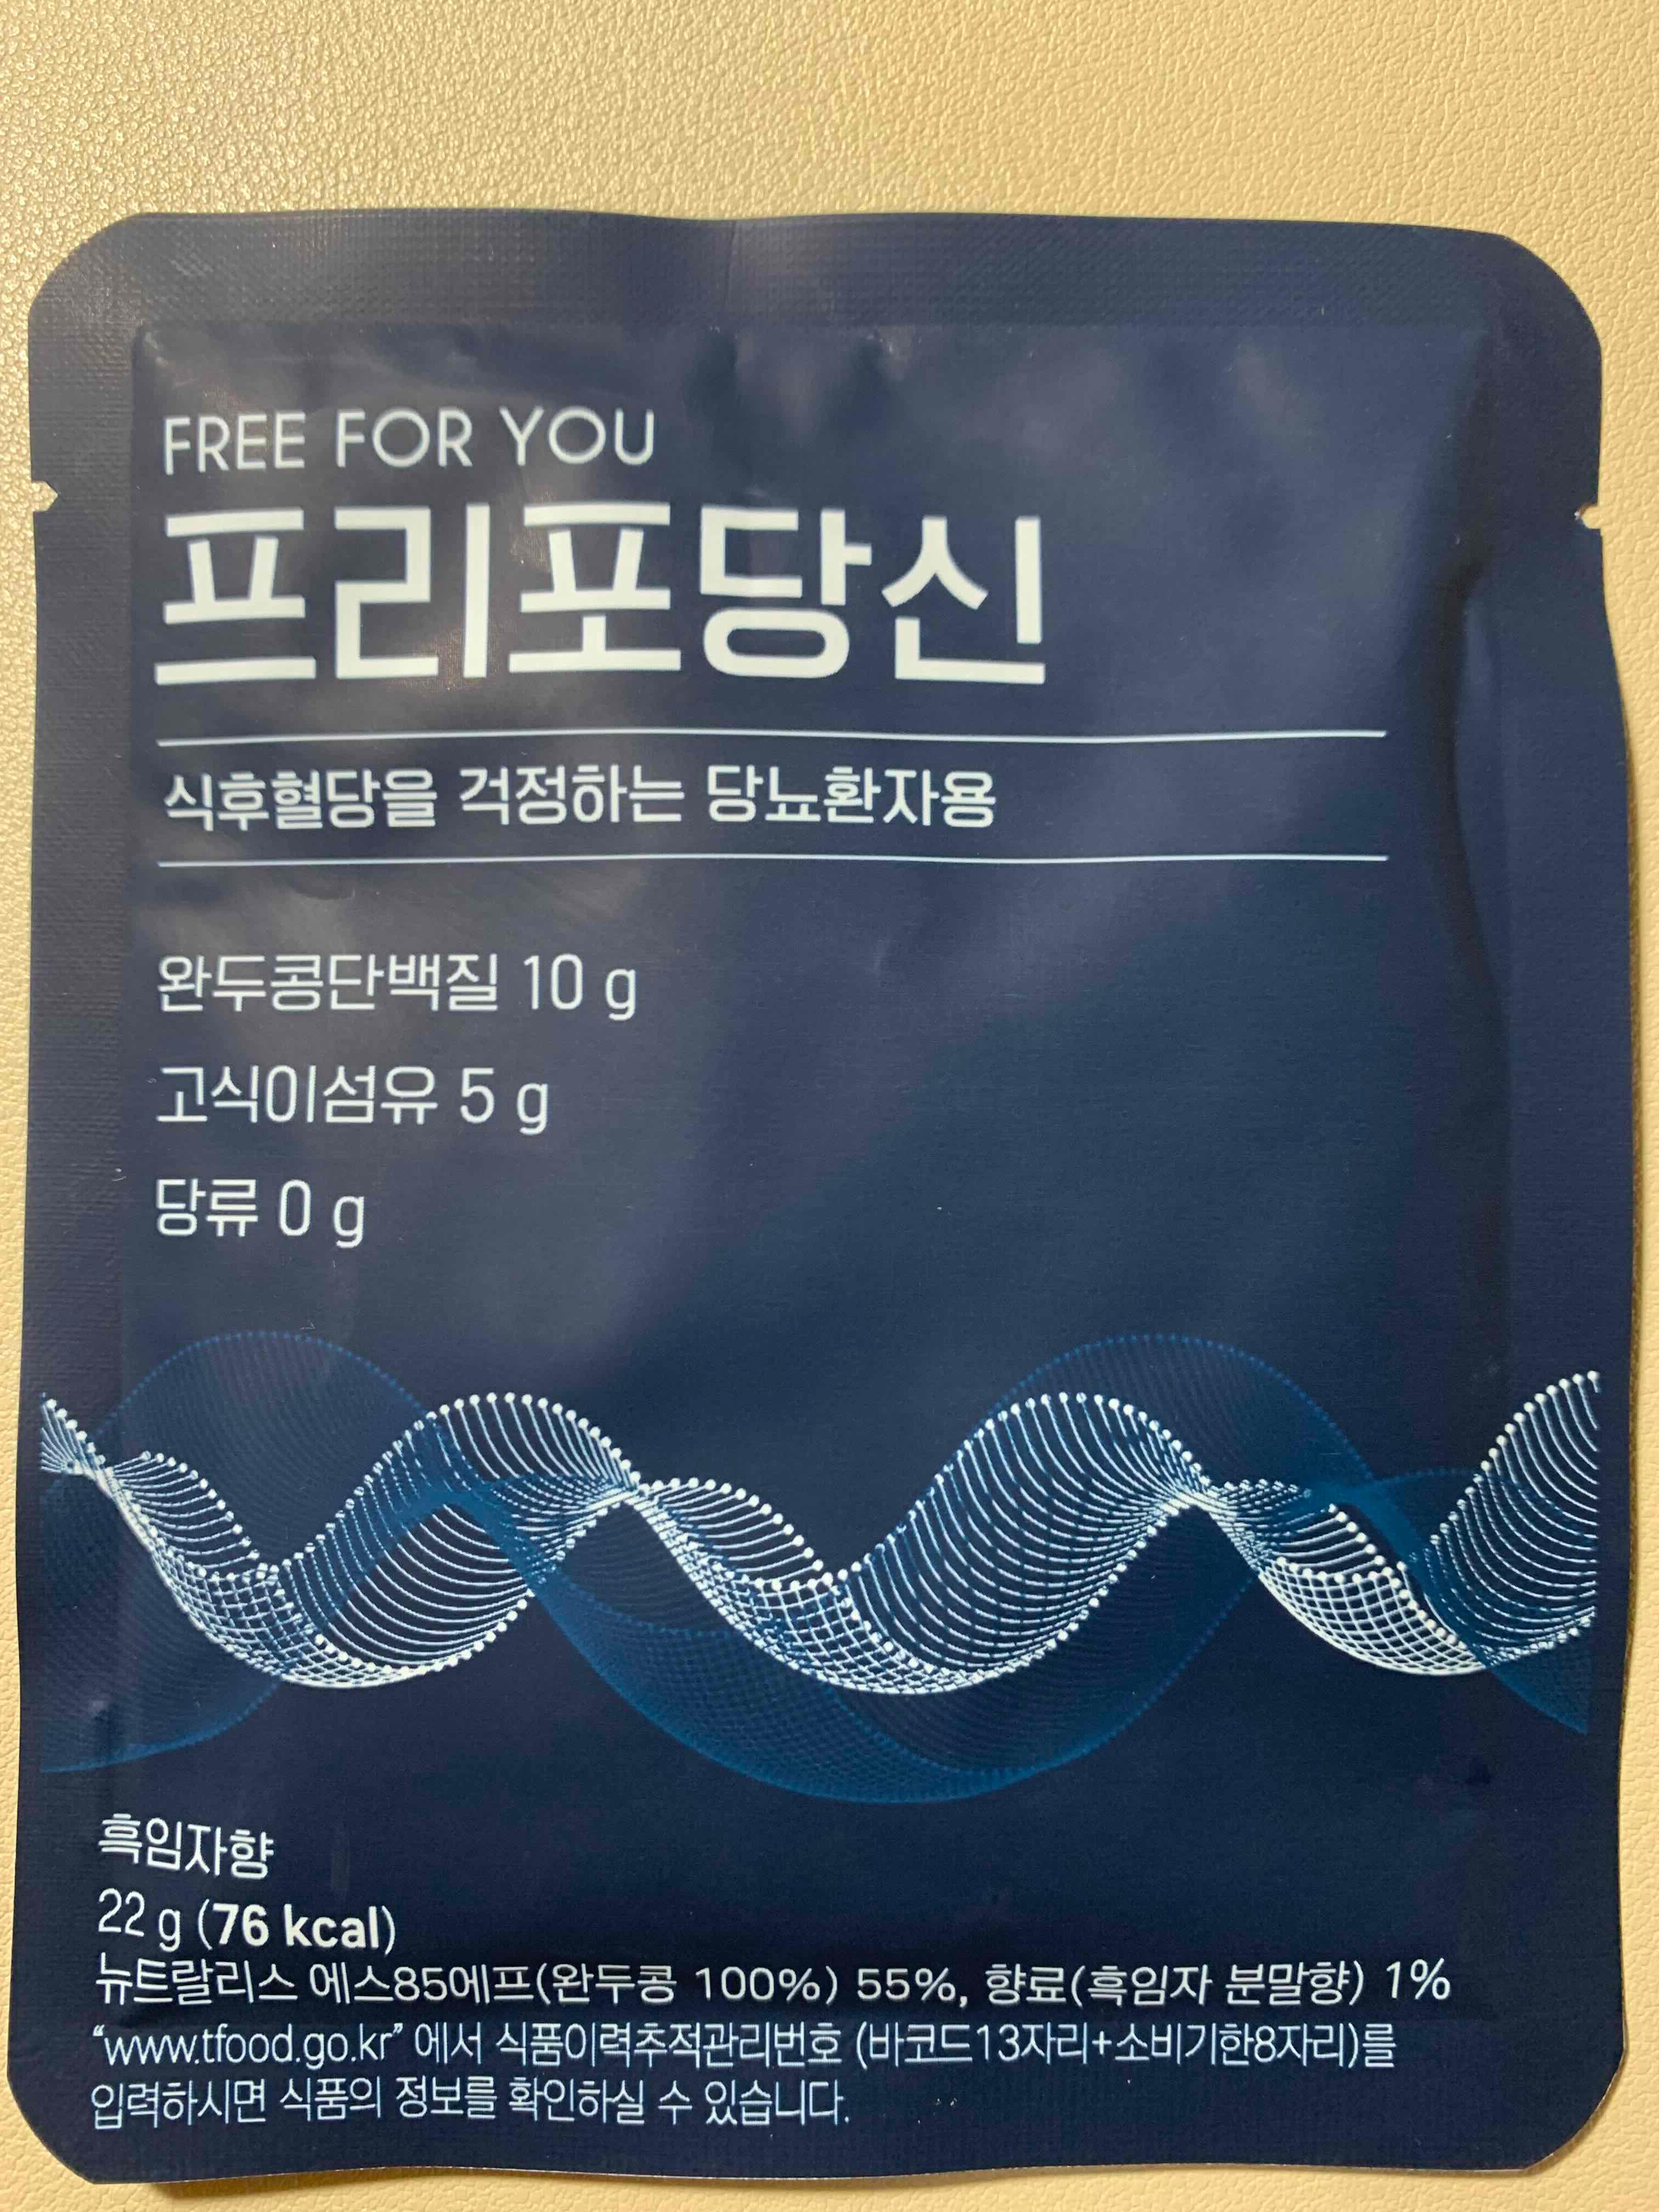 FREE FOR YOU
프리포당신
식후혈당을 걱정하는 당뇨환자용
완두콩단백질 10 g
고식이섬유 5 g
당류 0 g
흑임자향
22 g (76 kcal)
뉴트랄리스 에스85에프(완두콩 100%) 55%, 향료(흑임자 분말향) 1%
“www.tfood.go.kr” 에서 식품이력추적관리번호 (바코드13자리+소비기한8자리)를
입력하시면 식품의 정보를 확인하실 수 있습니다.